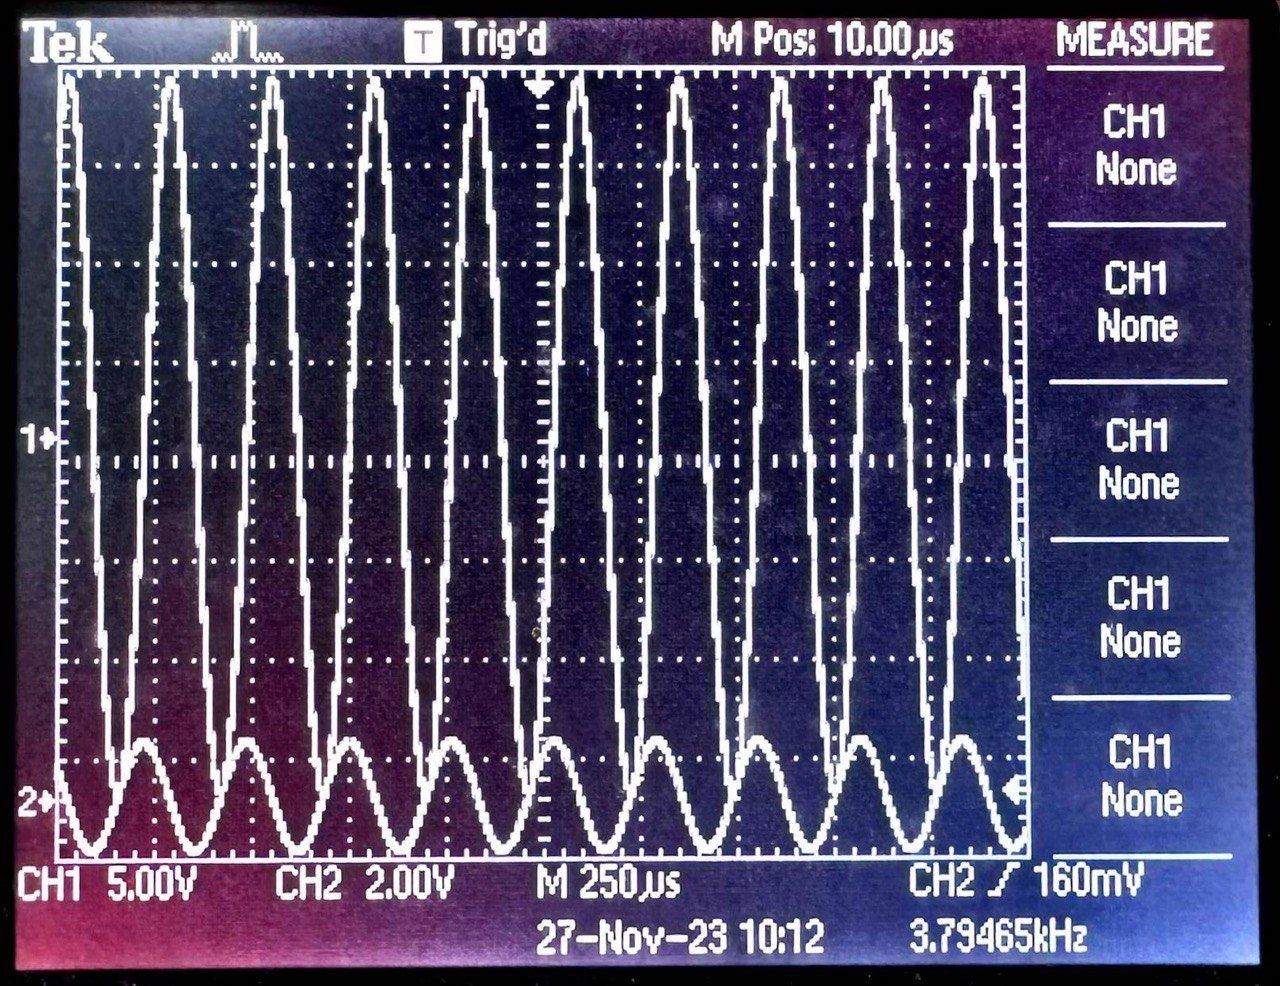 Tek T Trig'd M Pos: 10.00µs MEASURE
CH1
None
CH1
None
1
CH1
None
CH1
None
2
CH1
None
CH1 5.00V CH2 2.00V M 250µs CH2 160mV
27-Nov-23 10:12 3.79465kHz